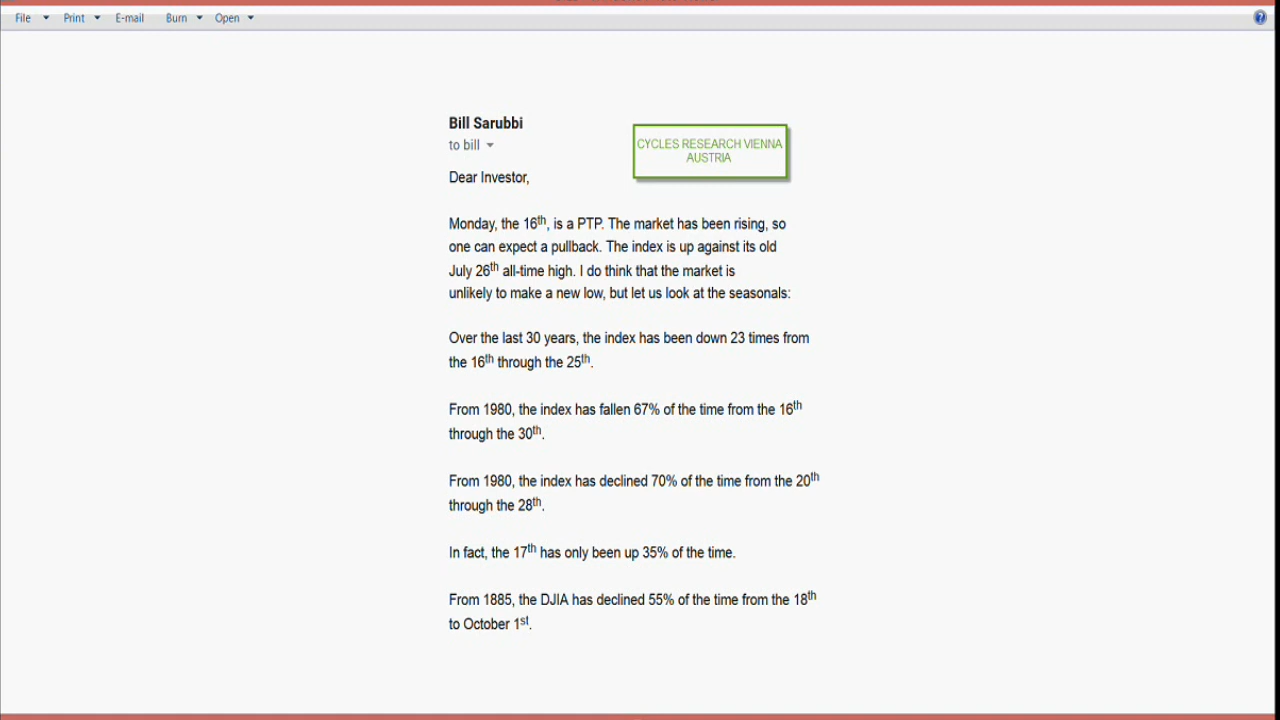 File Print E-mail Burn Open
Bill Sarubbi
to bill
CYCLES RESEARCH VIENNA
AUSTRIA
Dear Investor,
Monday, the 16th, is a PTP. The market has been rising, so
one can expect a pullback. The index is up against its old
July 26th all-time high. I do think that the market is
unlikely to make a new low, but let us look at the seasonals:
Over the last 30 years, the index has been down 23 times from
the 16th through the 25th.
From 1980, the index has fallen 67% of the time from the 16th
through the 30th.
From 1980, the index has declined 70% of the time from the 20th
through the 28th.
In fact, the 17th has only been up 35% of the time.
From 1885, the DJIA has declined 55% of the time from the 18th
to October 1st.